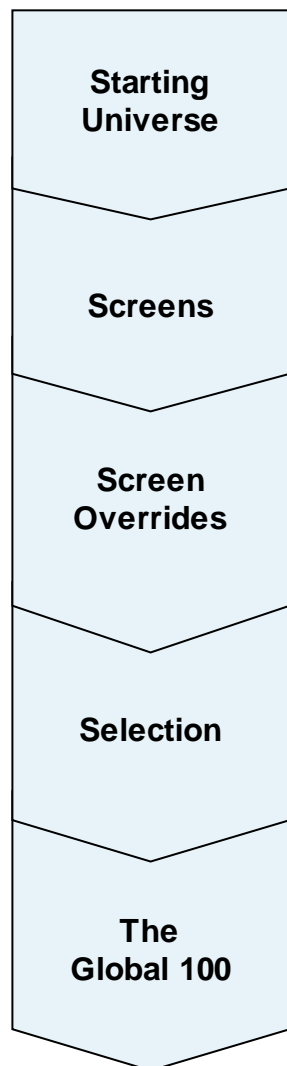 Starting
Universe
Screens
Screen
Overrides
Selection
The
Global 100